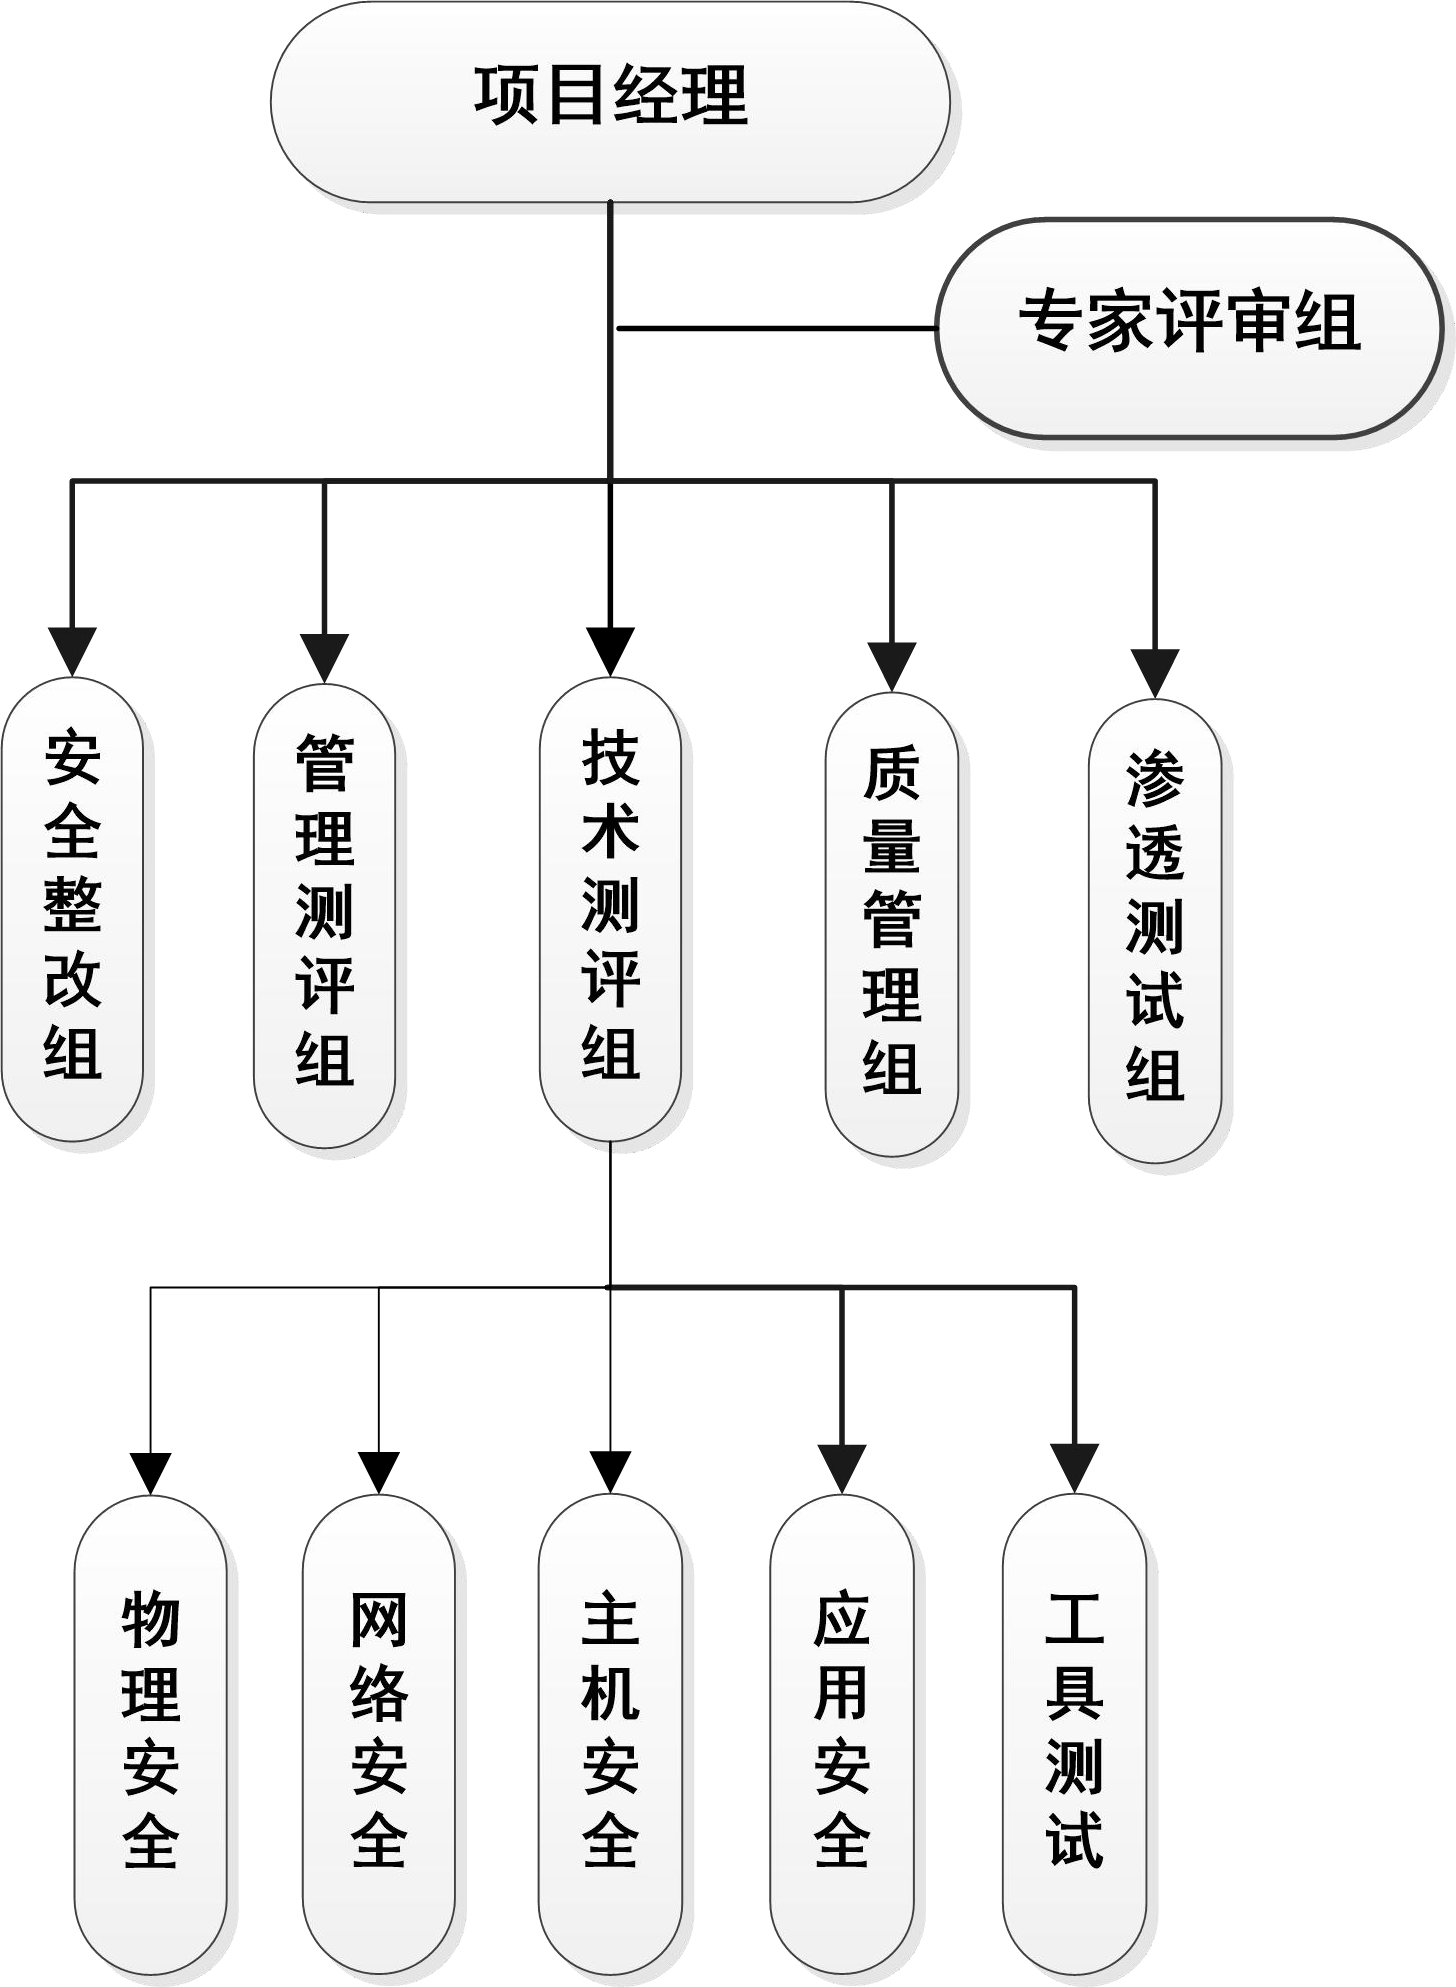 项目经理
专家评审组
安全整改组
管理测评组
技术测评组
质量管理组
渗透测试组
物理安全
网络安全
主机安全
应用安全
工具测试